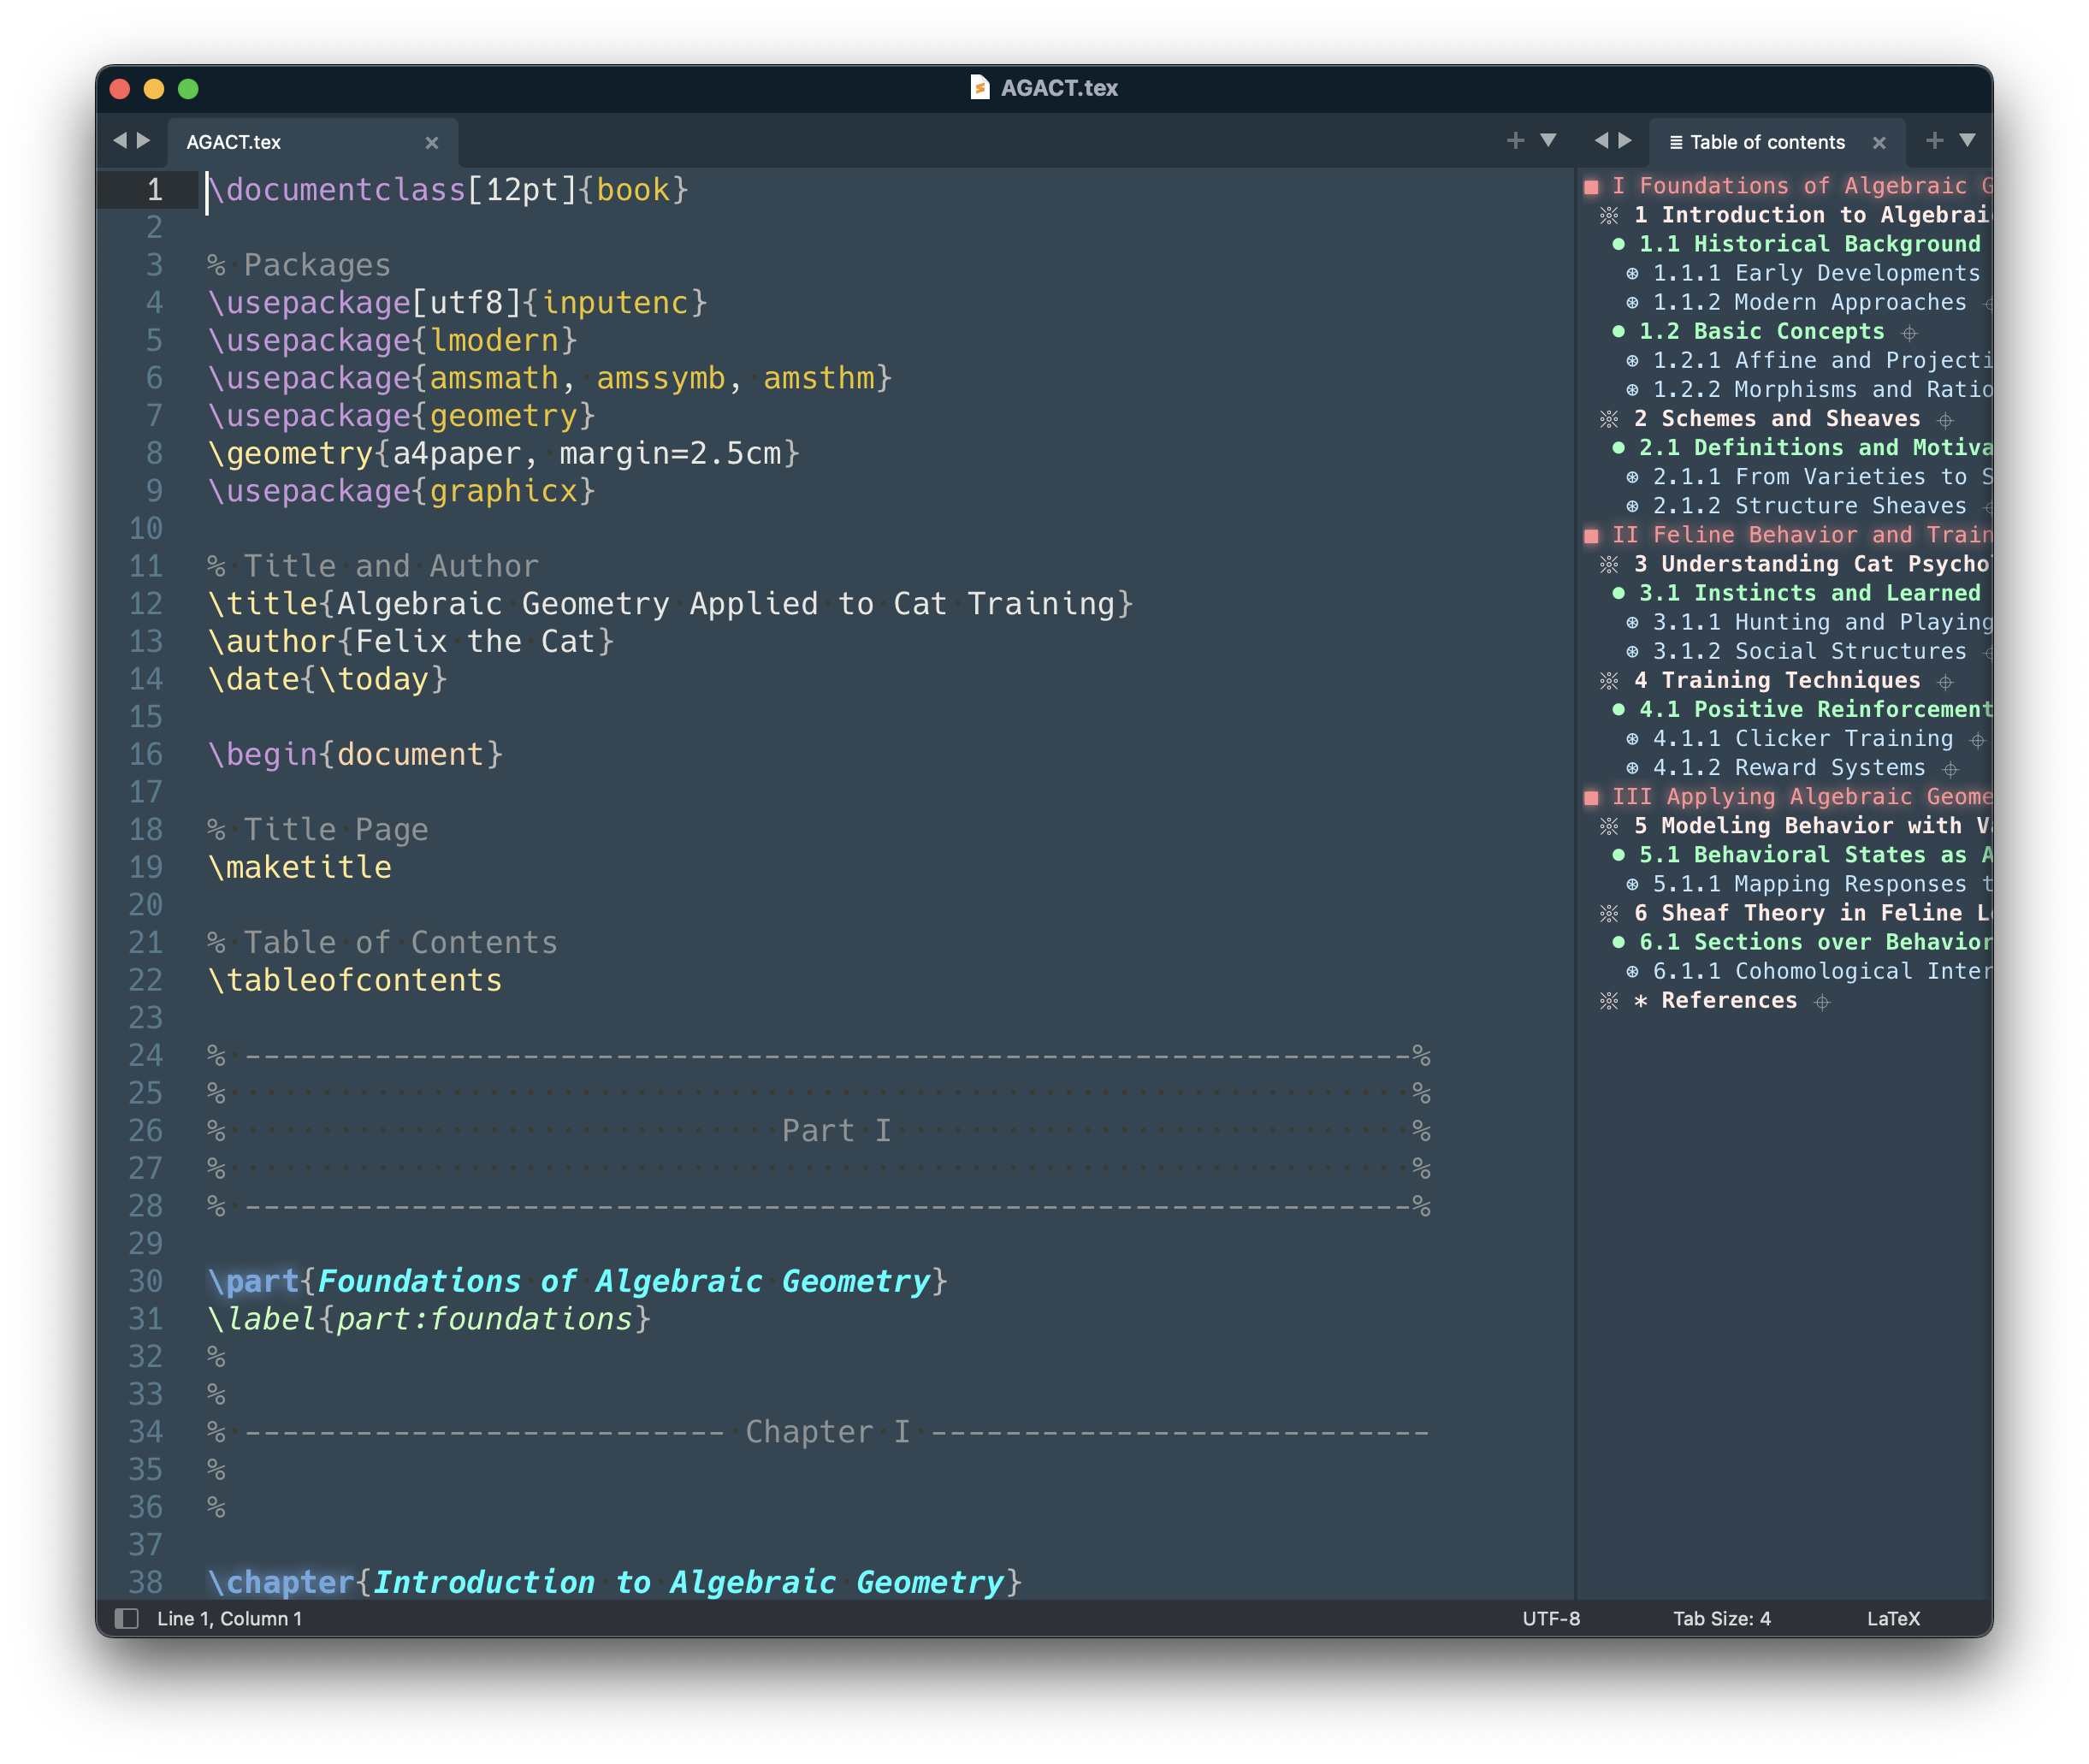 AGACT.tex
AGACT.tex
Table of contents
1 \documentclass[12pt]{book}
2
3 % Packages
4 \usepackage[utf8]{inputenc}
5 \usepackage{lmodern}
6 \usepackage{amsmath, amssymb, amsthm}
7 \usepackage{geometry}
8 \geometry{a4paper, margin=2.5cm}
9 \usepackage{graphicx}
10
11 % Title and Author
12 \title{Algebraic Geometry Applied to Cat Training}
13 \author{Felix the Cat}
14 \date{\today}
15
16 \begin{document}
17
18 % Title Page
19 \maketitle
20
21 % Table of Contents
22 \tableofcontents
23
24 % ---------------------------------------------------------------%
25 % %
26 % Part I %
27 % %
28 % ---------------------------------------------------------------%
29
30 \part{Foundations of Algebraic Geometry}
31 \label{part:foundations}
32 %
33 %
34 % -------------------------- Chapter I ---------------------------
35 %
36 %
37
38 \chapter{Introduction to Algebraic Geometry}
I Foundations of Algebraic G
1 Introduction to Algebrai
1.1 Historical Background
1.1.1 Early Developments
1.1.2 Modern Approaches
1.2 Basic Concepts
1.2.1 Affine and Projecti
1.2.2 Morphisms and Ratio
2 Schemes and Sheaves
2.1 Definitions and Motiva
2.1.1 From Varieties to S
2.1.2 Structure Sheaves
II Feline Behavior and Train
3 Understanding Cat Psycho
3.1 Instincts and Learned
3.1.1 Hunting and Playing
3.1.2 Social Structures
4 Training Techniques
4.1 Positive Reinforcement
4.1.1 Clicker Training
4.1.2 Reward Systems
III Applying Algebraic Geome
5 Modeling Behavior with Va
5.1 Behavioral States as A
5.1.1 Mapping Responses t
6 Sheaf Theory in Feline Le
6.1 Sections over Behavior
6.1.1 Cohomological Inter
* References
Line 1, Column 1
UTF-8
Tab Size: 4
LaTeX